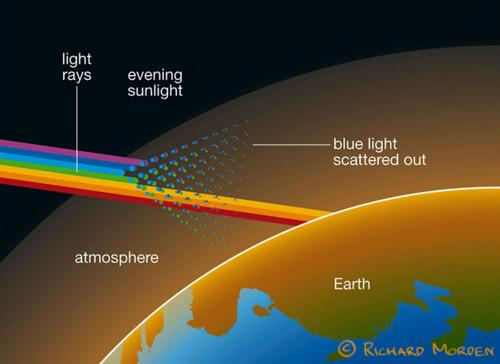 light
rays
evening
sunlight
blue light
scattered out
atmosphere
Earth
© RICHARD MORDEN